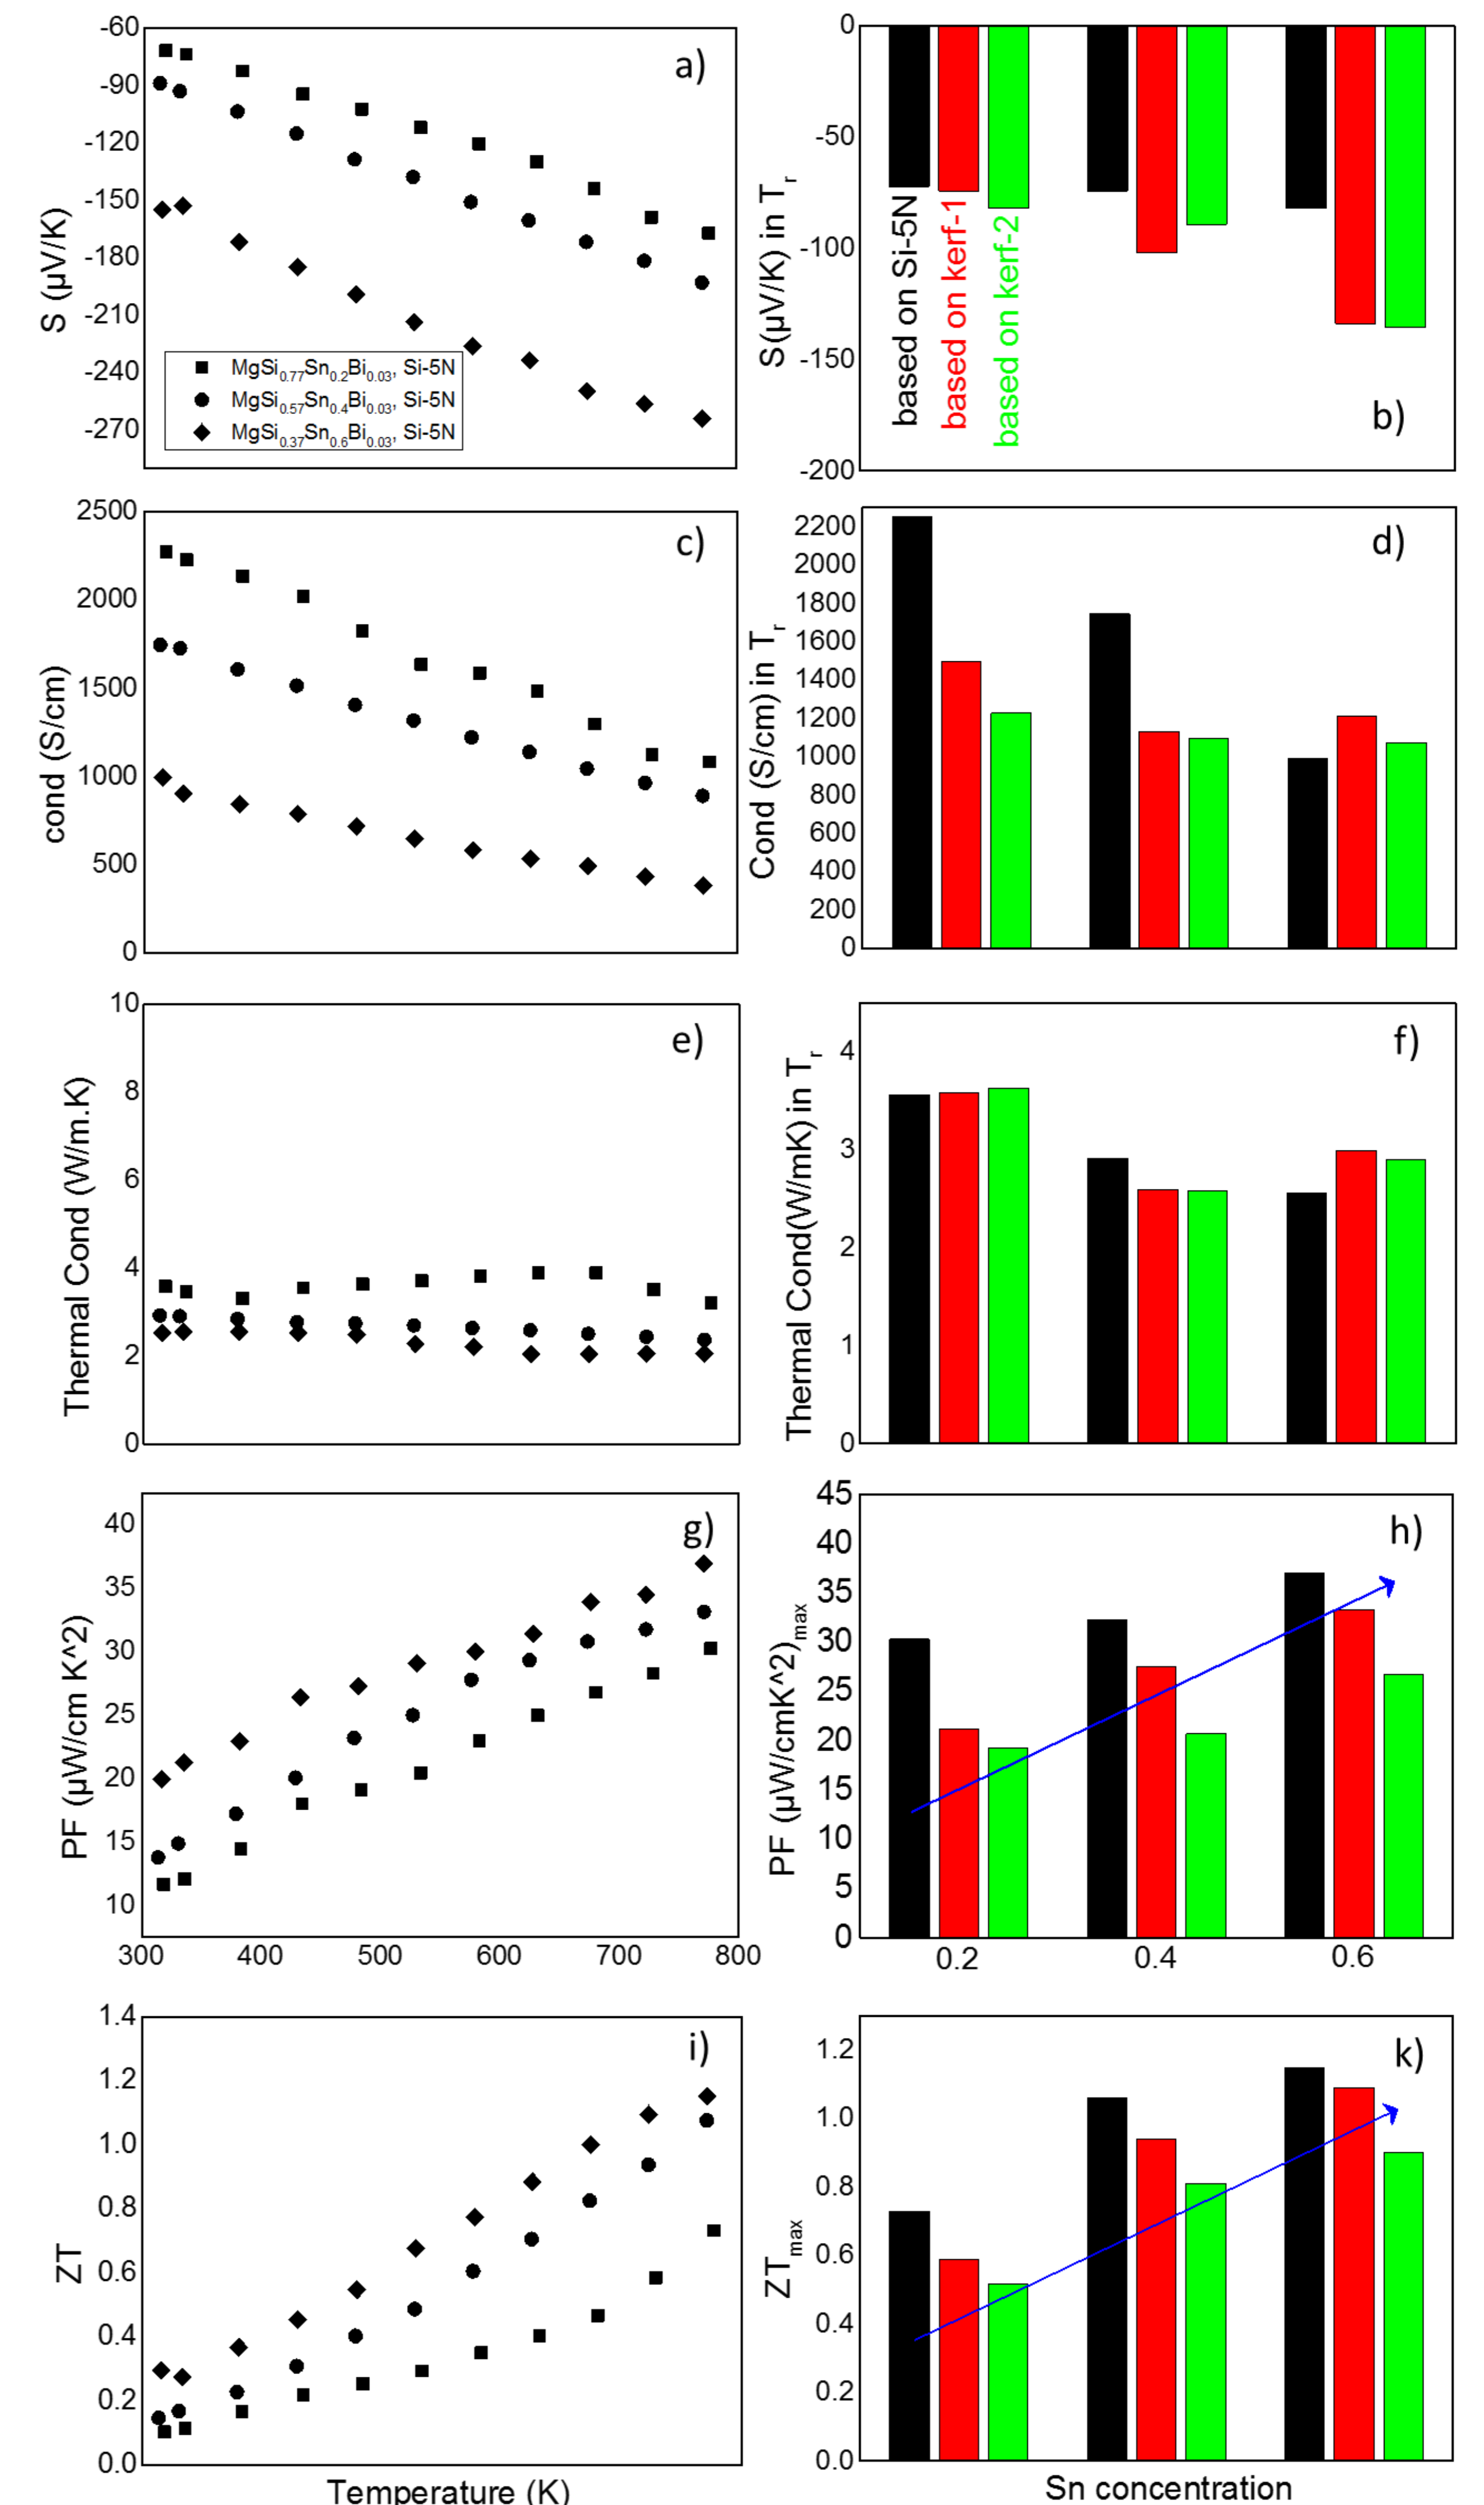 -60
-90
-120
-150
-180
-210
-240
-270
S (µV/K)
a)
MgSi0.77Sn0.2Bi0.03, Si-5N
MgSi0.57Sn0.4Bi0.03, Si-5N
MgSi0.37Sn0.6Bi0.03, Si-5N
0
-50
-100
-150
-200
S(µV/K) in Tr
based on Si-5N
based on kerf-1
based on kerf-2
b)
2500
2000
1500
1000
500
0
cond (S/cm)
c)
2200
2000
1800
1600
1400
1200
1000
800
600
400
200
0
Cond (S/cm) in Tr
d)
10
8
6
4
2
0
Thermal Cond (W/m.K)
e)
4
3
2
1
0
Thermal Cond(W/mK) in Tr
f)
40
35
30
25
20
15
10
PF (µW/cm K^2)
g)
300 400 500 600 700 800
45
40
35
30
25
20
15
10
5
0
PF (µW/cmK^2)max
h)
0.2 0.4 0.6
1.4
1.2
1.0
0.8
0.6
0.4
0.2
0.0
ZT
i)
Temperature (K)
1.2
1.0
0.8
0.6
0.4
0.2
0.0
ZTmax
k)
Sn concentration